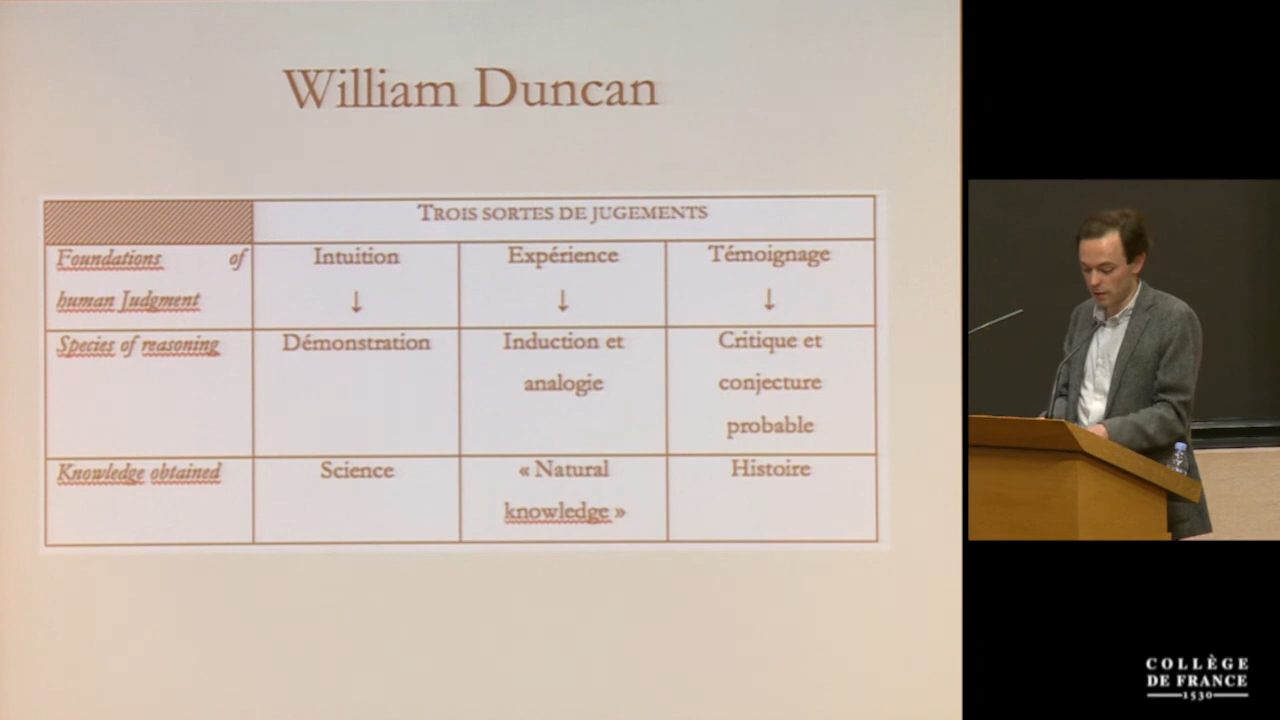 William Duncan
TROIS SORTES DE JUGEMENTS
Foundations of
human Judgment
Intuition
↓
Expérience
↓
Témoignage
↓
Species of reasoning
Démonstration
Induction et
analogie
Critique et
conjecture
probable
Knowledge obtained
Science
« Natural
knowledge »
Histoire
COLLÈGE
DE FRANCE
1530